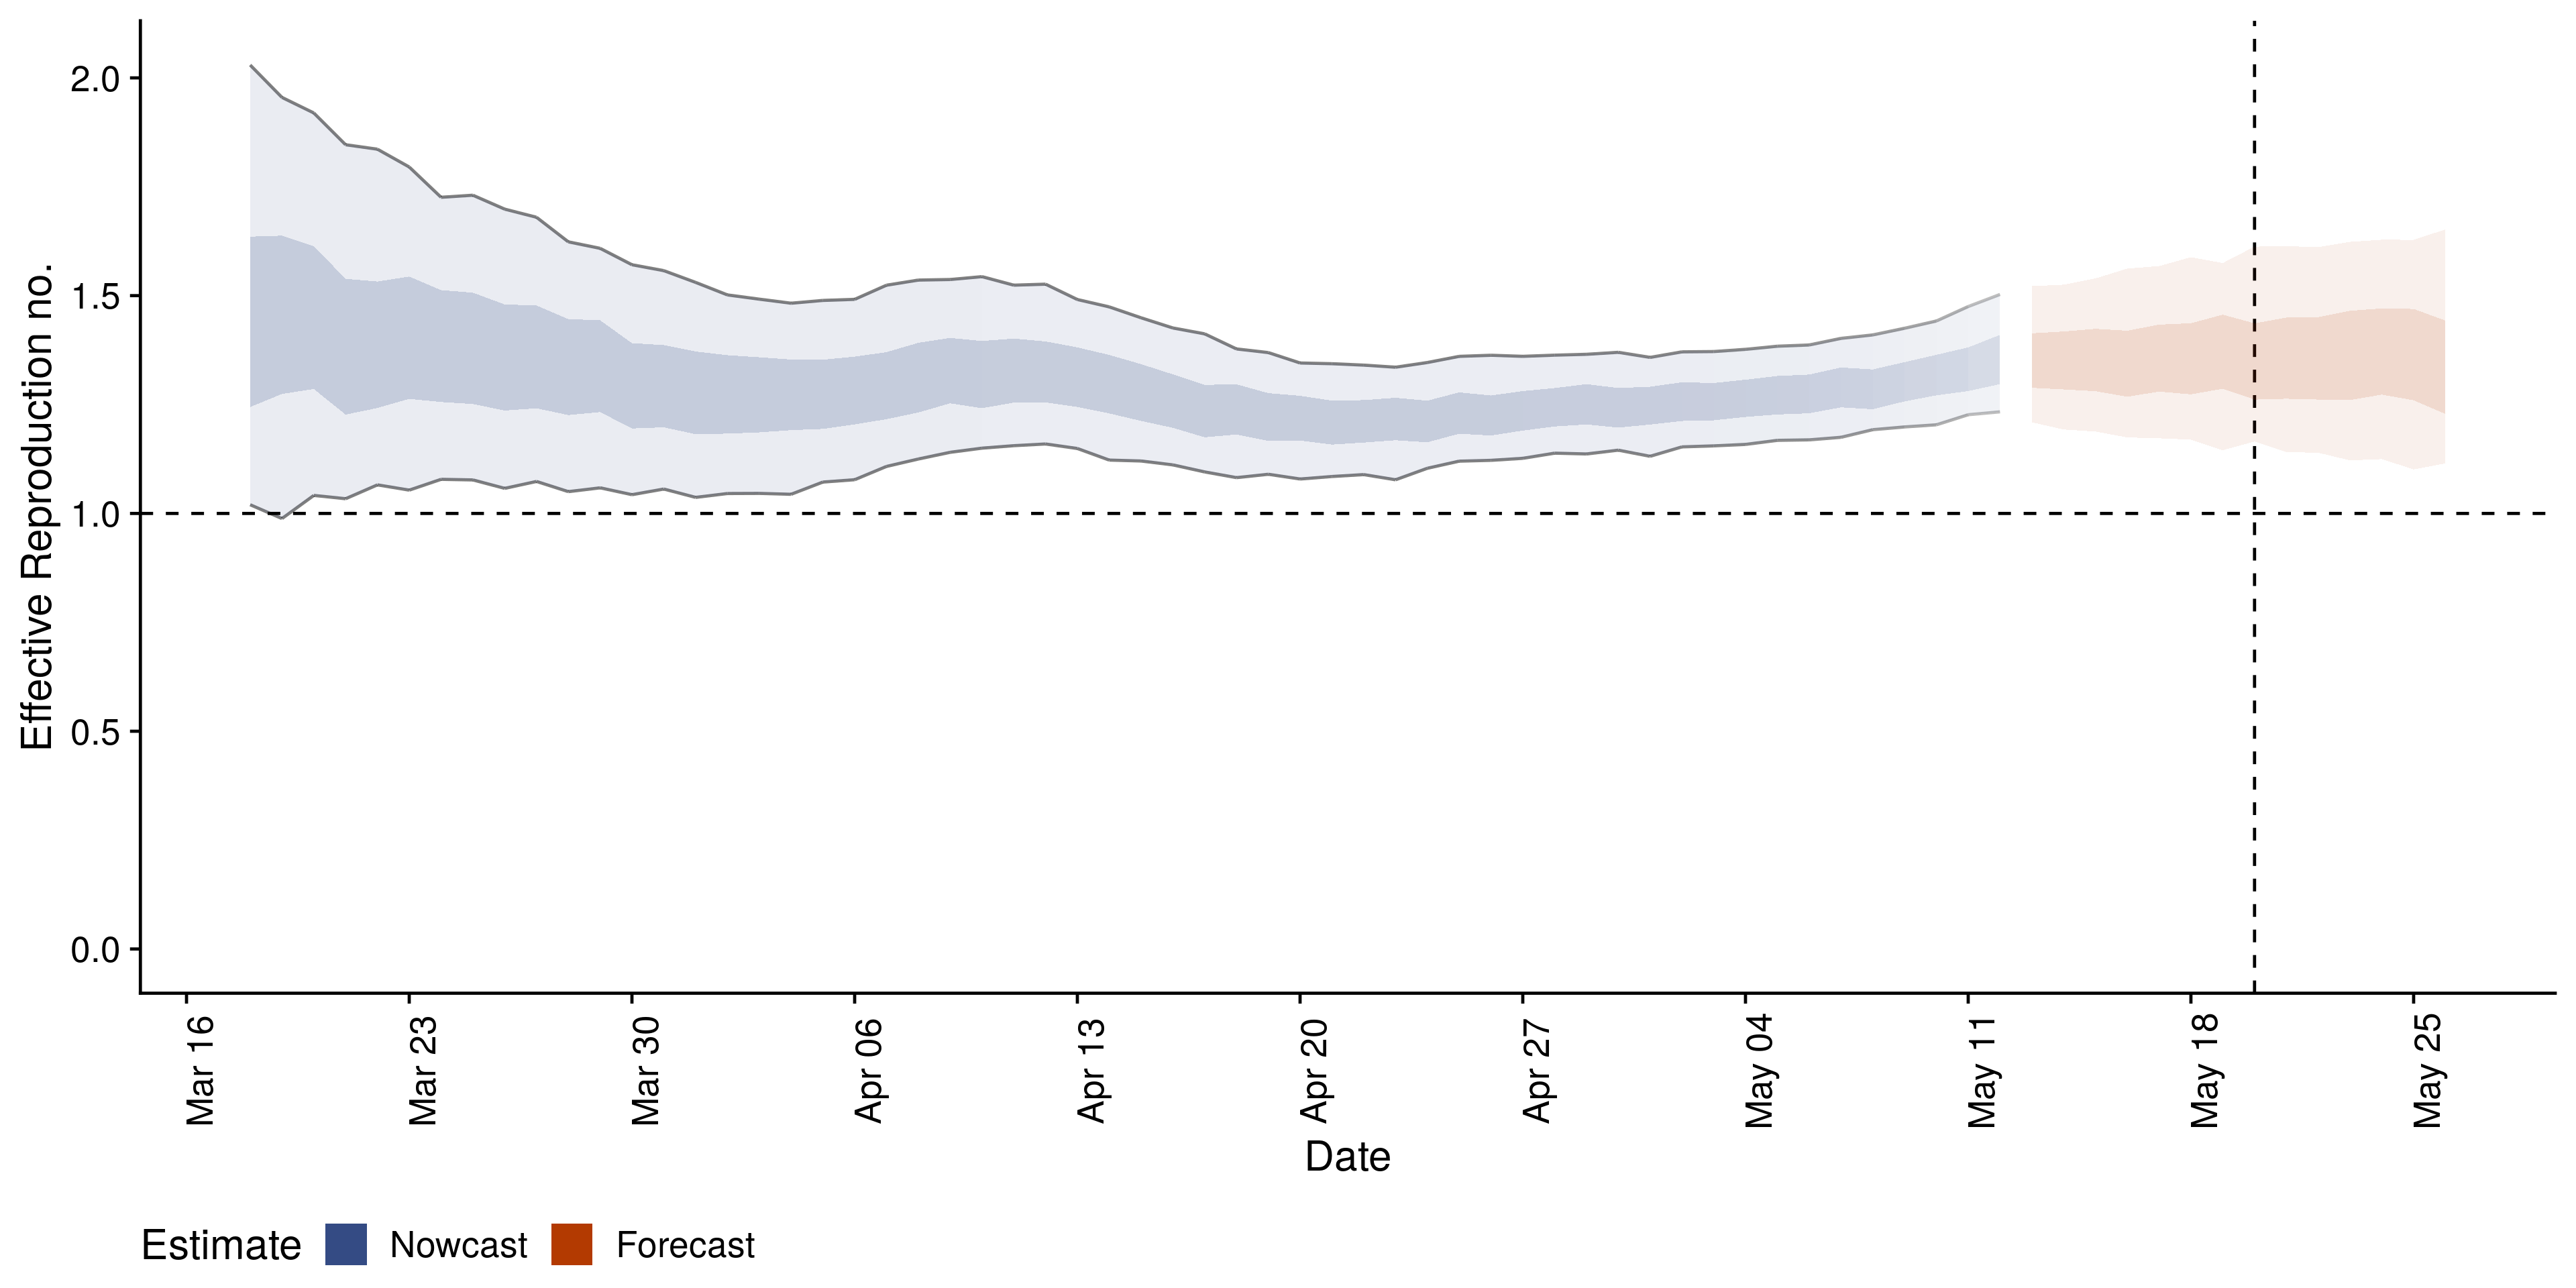 Effective Reproduction no.
2.0
1.5
1.0
0.5
0.0
Mar 16
Mar 23
Mar 30
Apr 06
Apr 13
Apr 20
Apr 27
May 04
May 11
May 18
May 25
Date
Estimate Nowcast Forecast